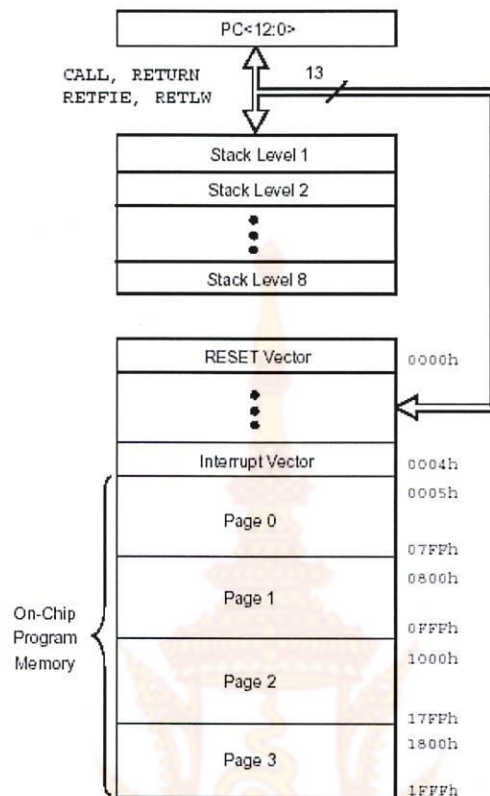 PC<12:0>
CALL, RETURN
RETFIE, RETLW
13
Stack Level 1
Stack Level 2
Stack Level 8
RESET Vector
0000h
Interrupt Vector
0004h
0005h
Page 0
07FFh
0800h
Page 1
0FFFh
On-Chip
Program
Memory
1000h
Page 2
17FFh
1800h
Page 3
1FFFh